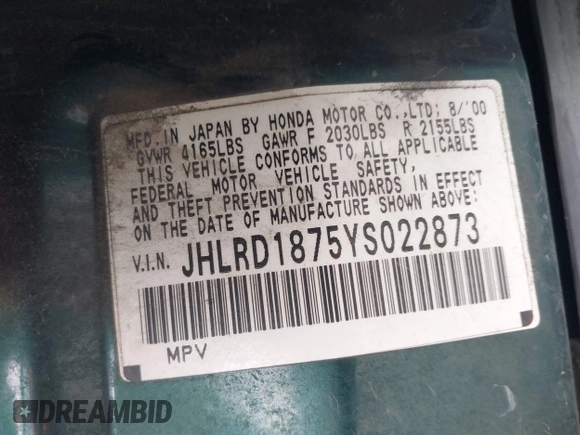 MFD. IN JAPAN BY HONDA MOTOR CO.,LTD; 8/'00
GVWR 4165LBS GAWR F 2030LBS R 2155LBS
THIS VEHICLE CONFORMS TO ALL APPLICABLE
FEDERAL MOTOR VEHICLE SAFETY,
AND THEFT PREVENTION STANDARDS IN EFFECT
ON THE DATE OF MANUFACTURE SHOWN ABOVE:
V.I.N. JHLRD1875YS022873
MPV
DREAMBID